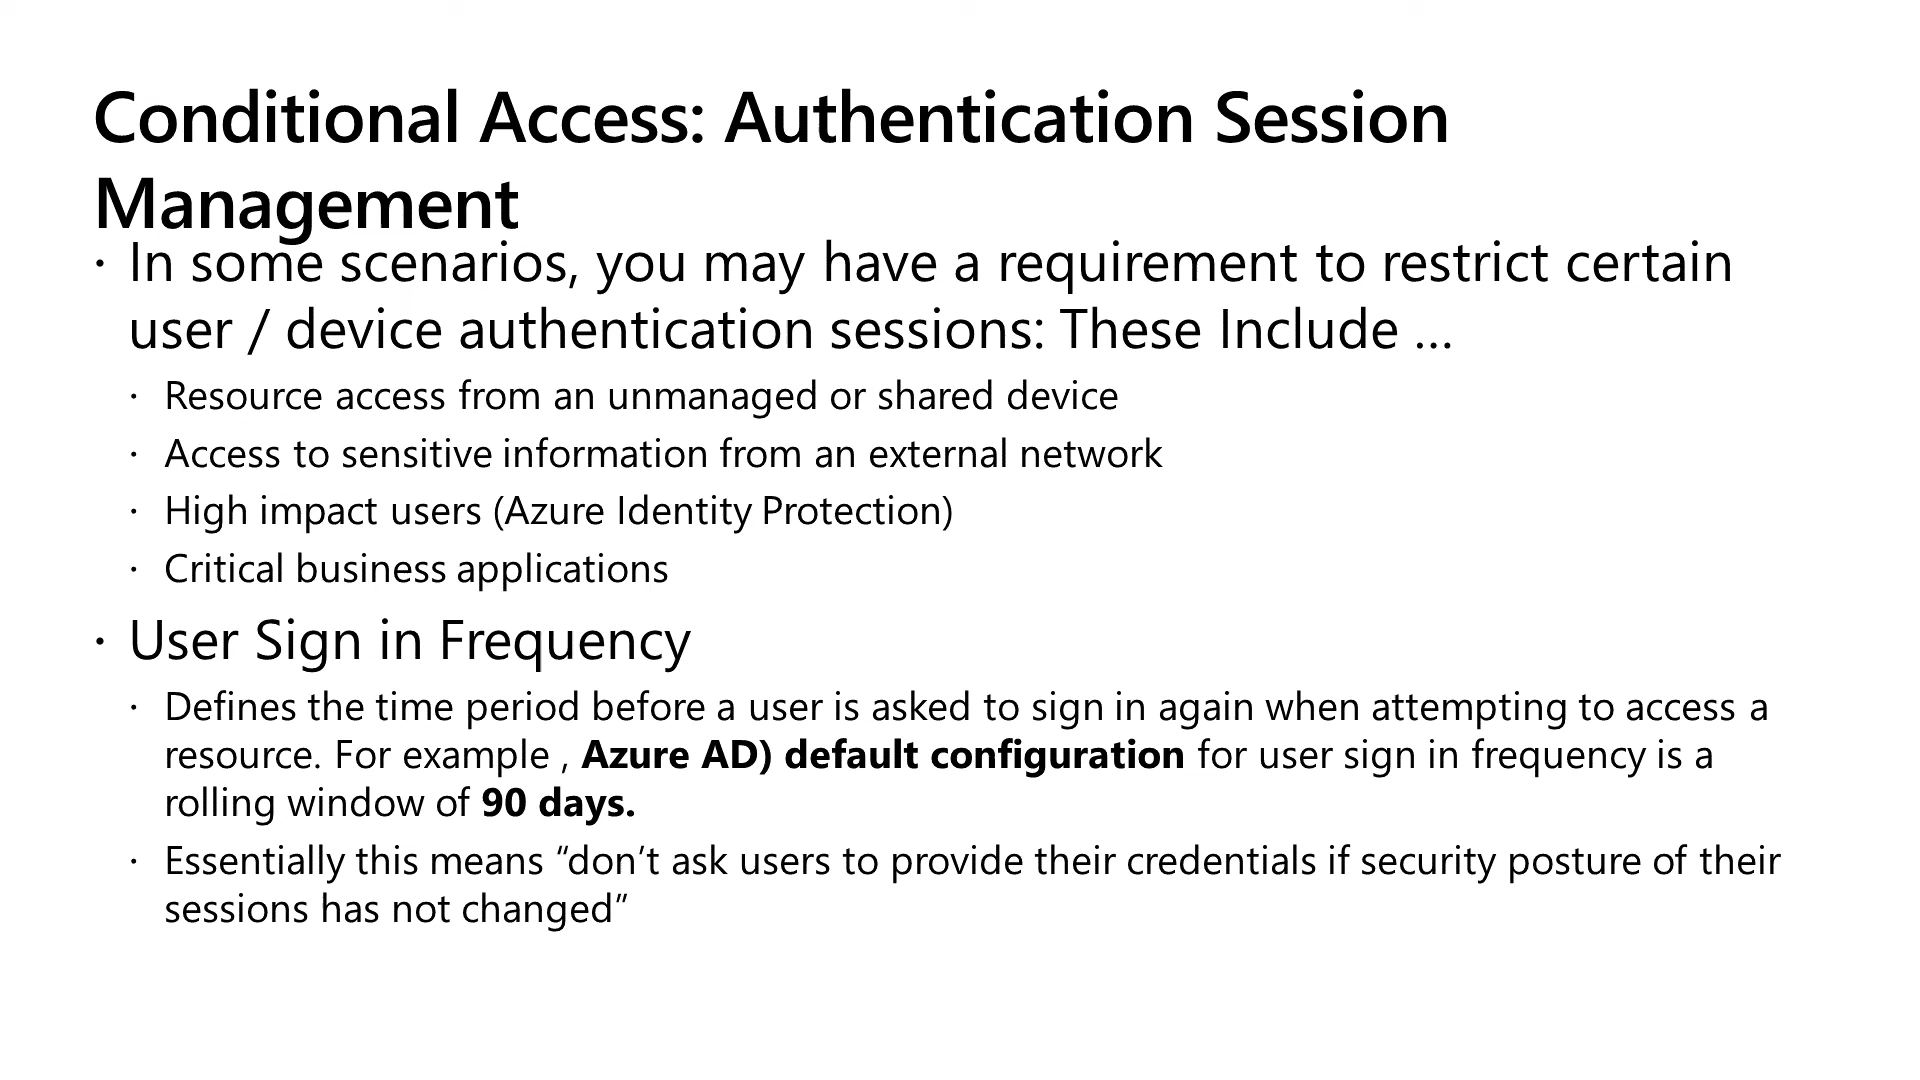 Conditional Access: Authentication Session
Management
· In some scenarios, you may have a requirement to restrict certain
user / device authentication sessions: These Include …
· Resource access from an unmanaged or shared device
· Access to sensitive information from an external network
· High impact users (Azure Identity Protection)
· Critical business applications
· User Sign in Frequency
· Defines the time period before a user is asked to sign in again when attempting to access a
resource. For example , Azure AD) default configuration for user sign in frequency is a
rolling window of 90 days.
· Essentially this means “don’t ask users to provide their credentials if security posture of their
sessions has not changed”